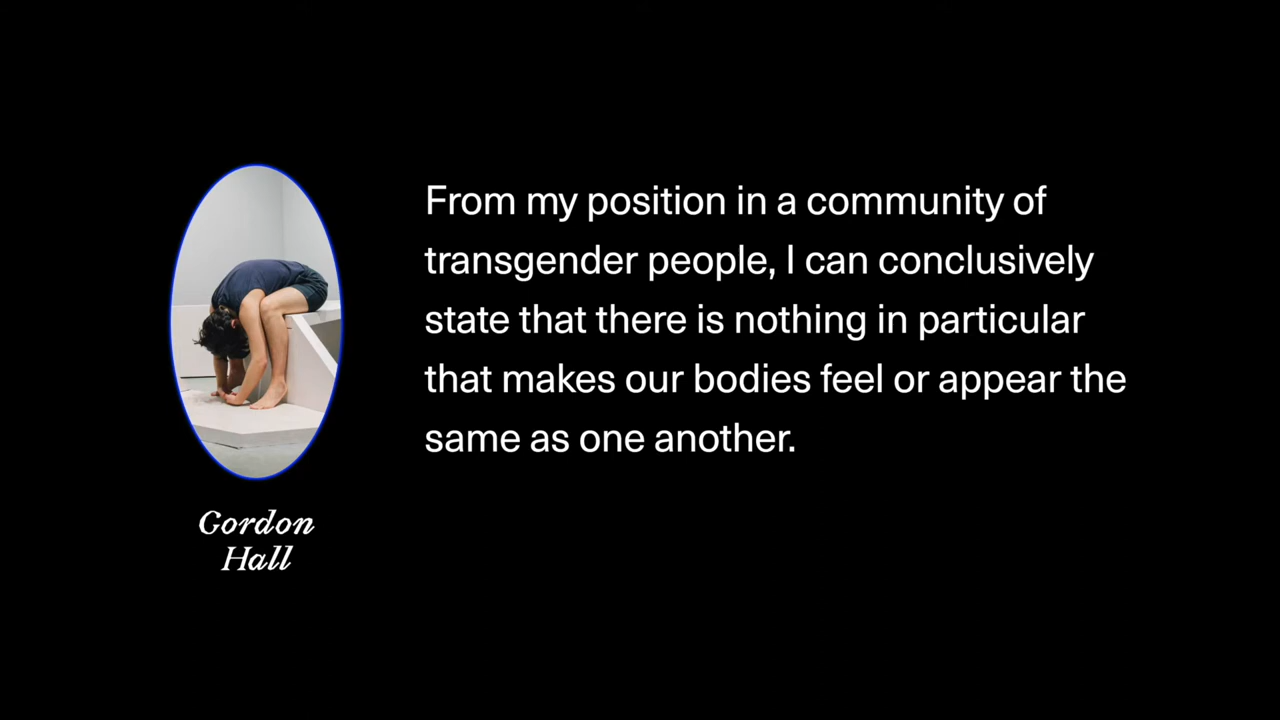 From my position in a community of
transgender people, I can conclusively
state that there is nothing in particular
that makes our bodies feel or appear the
same as one another.
Gordon
Hall